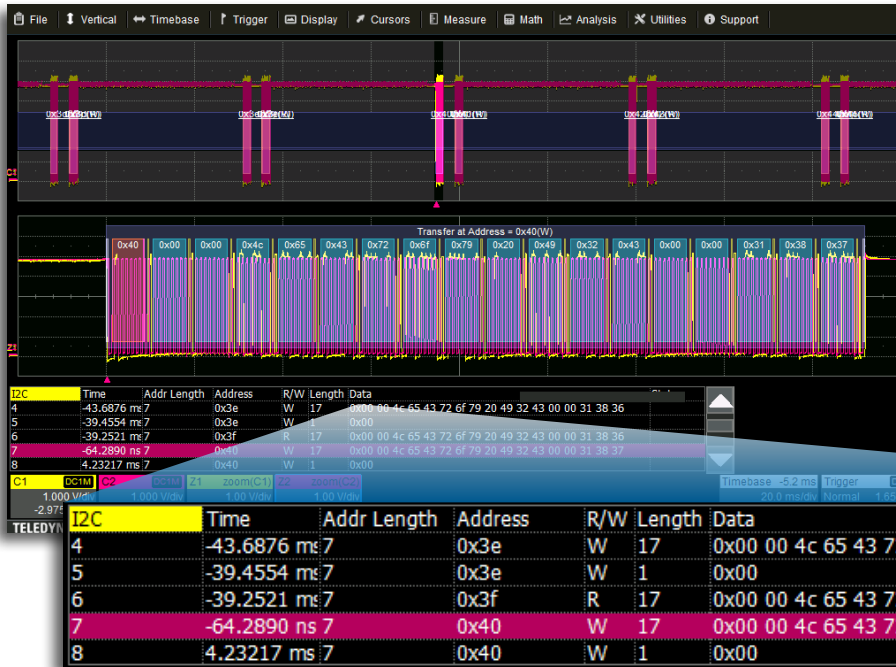 File Vertical Timebase Trigger Display Cursors Measure Math Analysis Utilities Support
C1
Transfer at Address = 0x40(W)
0x40 0x00 0x00 0x4c 0x65 0x43 0x72 0x6f 0x79 0x20 0x49 0x32 0x43 0x00 0x00 0x31 0x38 0x37
Z1
I2C Time Addr Length Address R/W Length Data
4 -43.6876 ms 7 0x3e W 17 0x00 00 4c 65 43 72 6f 79 20 49 32 43 00 00 31 38 36
5 -39.4554 ms 7 0x3e W 1 0x00
6 -39.2521 ms 7 0x3f R 17 0x00 00 4c 65 43 72 6f 79 20 49 32 43 00 00 31 38 36
7 -64.2890 ns 7 0x40 W 17 0x00 00 4c 65 43 72 6f 79 20 49 32 43 00 00 31 38 37
8 4.23217 ms 7 0x40 W 1 0x00
C1 DC1M C2 DC1M Z1 zoom(C1) Z2 zoom(C2) Timebase -5.2 ms Trigger
1.000 V/div 1.000 V/div 1.00 V/div 1.00 V/div 20.0 ms/div Normal 1.65
-2.975
TELEDYN
I2C Time Addr Length Address R/W Length Data
4 -43.6876 ms 7 0x3e W 17 0x00 00 4c 65 43 7
5 -39.4554 ms 7 0x3e W 1 0x00
6 -39.2521 ms 7 0x3f R 17 0x00 00 4c 65 43 7
7 -64.2890 ns 7 0x40 W 17 0x00 00 4c 65 43 7
8 4.23217 ms 7 0x40 W 1 0x00